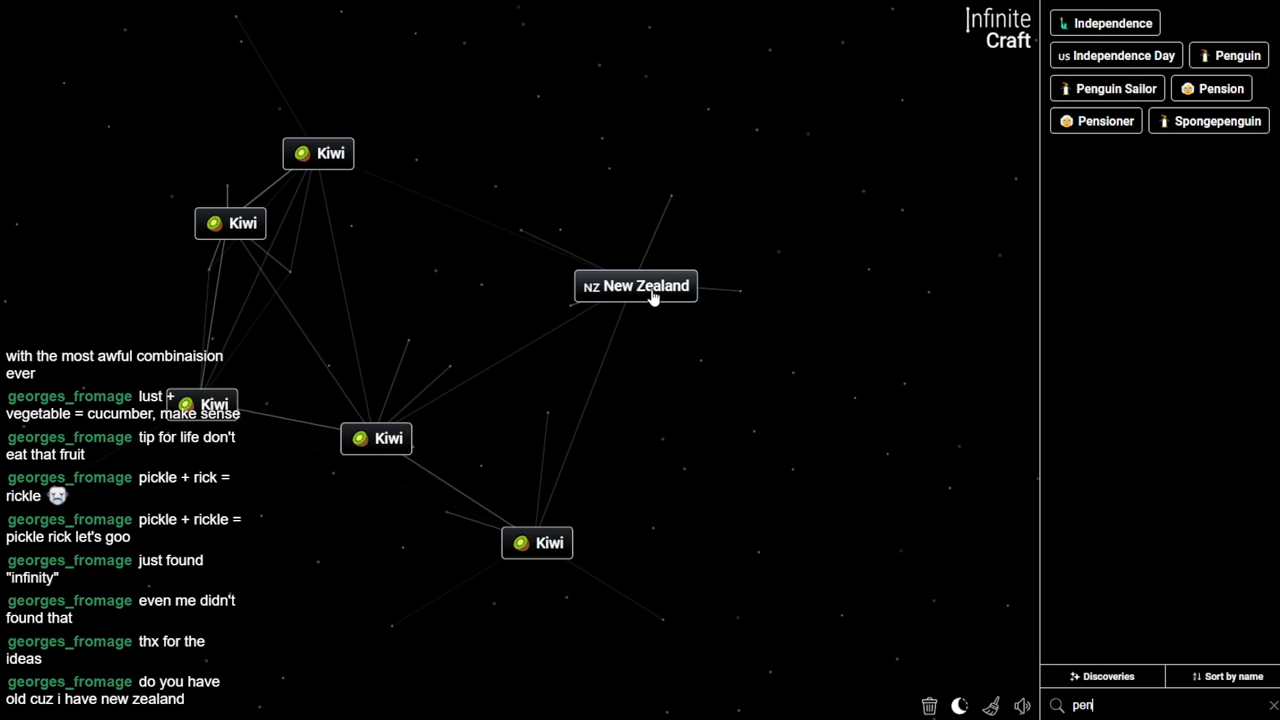 Infinite
Craft
Independence
US Independence Day
Penguin
Penguin Sailor
Pension
Pensioner
Spongepenguin
Kiwi
Kiwi
NZ New Zealand
Kiwi
Kiwi
Kiwi
with the most awful combinaision
ever
georges_fromage lust +
vegetable = cucumber, make sense
georges_fromage tip for life don't
eat that fruit
georges_fromage pickle + rick =
rickle
georges_fromage pickle + rickle =
pickle rick let's goo
georges_fromage just found
"infinity"
georges_fromage even me didn't
found that
georges_fromage thx for the
ideas
georges_fromage do you have
old cuz i have new zealand
Discoveries
Sort by name
pen